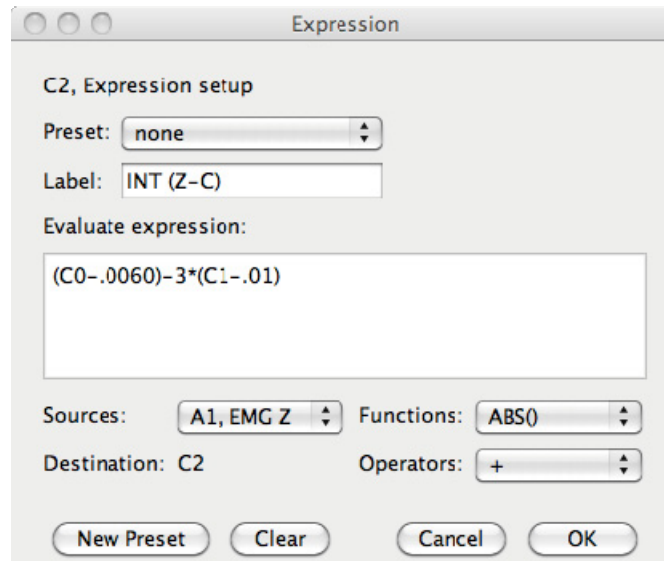 Expression
C2, Expression setup
Preset: none
Label: INT (Z-C)
Evaluate expression:
(C0-.0060)-3*(C1-.01)
Sources: A1, EMG Z Functions: ABS()
Destination: C2 Operators: +
New Preset Clear Cancel OK